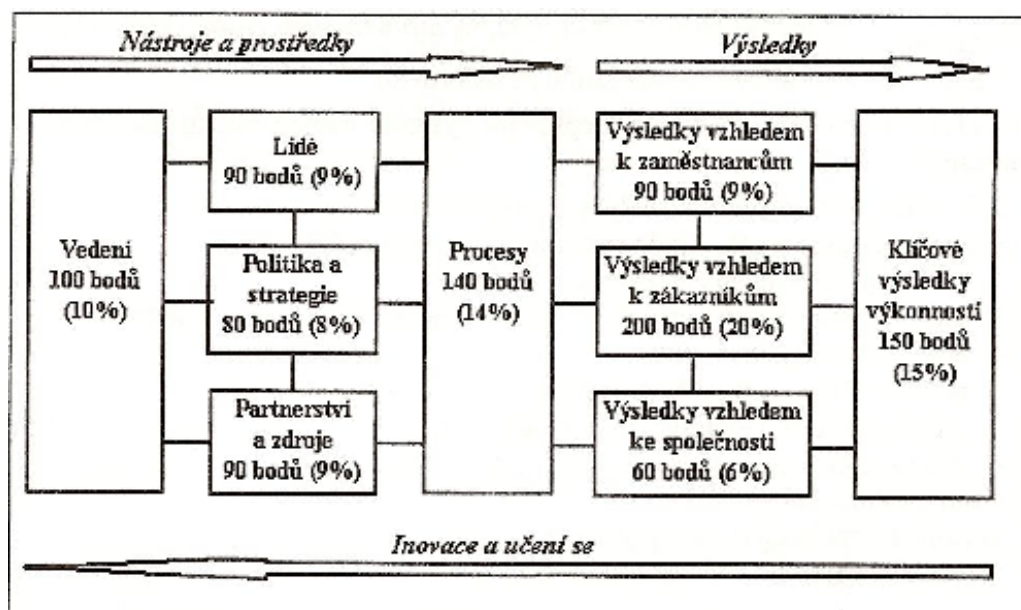 Nástroje a prostředky
Výsledky
Vedení
100 bodů
(10%)
Lidé
90 bodů (9%)
Politika a
strategie
80 bodů (8%)
Partnerství
a zdroje
90 bodů (9%)
Procesy
140 bodů
(14%)
Výsledky vzhledem
k zaměstnancům
90 bodů (9%)
Výsledky vzhledem
k zákazníkům
200 bodů (20%)
Výsledky vzhledem
ke společnosti
60 bodů (6%)
Klíčové
výsledky
výkonnosti
150 bodů
(15%)
Inovace a učení se